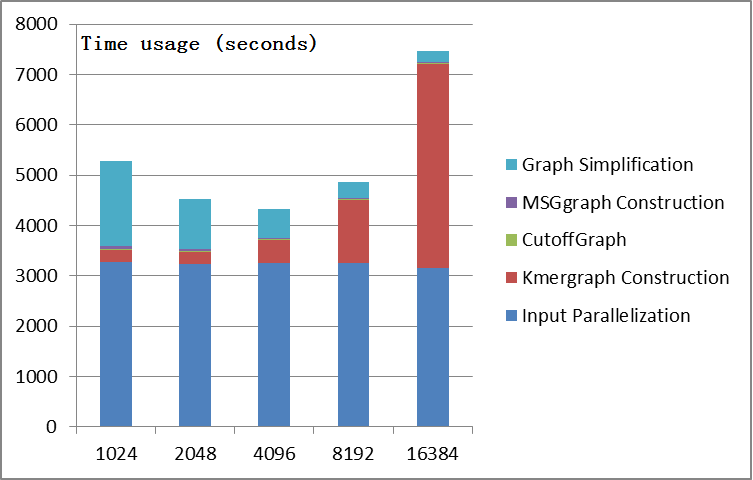 Time usage (seconds)
8000
7000
6000
5000
4000
3000
2000
1000
0
1024 2048 4096 8192 16384
Graph Simplification
MSGgraph Construction
CutoffGraph
Kmergraph Construction
Input Parallelization